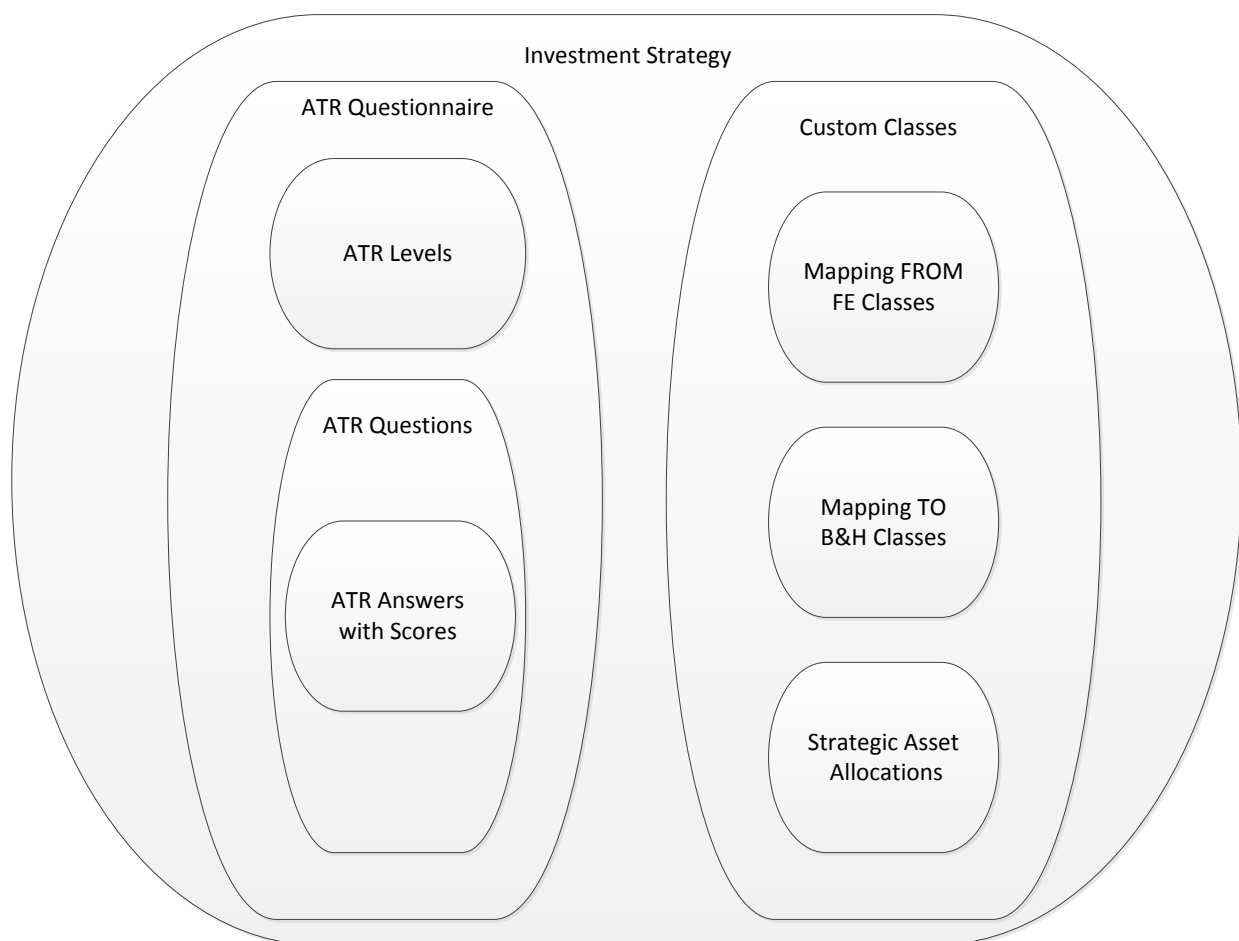 Investment Strategy
ATR Questionnaire
ATR Levels
ATR Questions
ATR Answers
with Scores
Custom Classes
Mapping FROM
FE Classes
Mapping TO
B&H Classes
Strategic Asset
Allocations